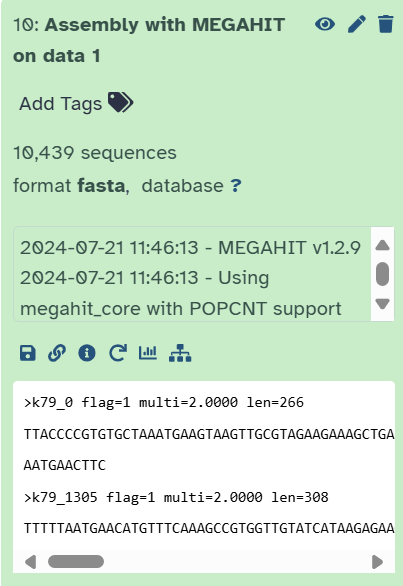 10: Assembly with MEGAHIT
on data 1
Add Tags
10,439 sequences
format fasta, database ?
2024-07-21 11:46:13 - MEGAHIT v1.2.9
2024-07-21 11:46:13 - Using
megahit_core with POPCNT support
>k79_0 flag=1 multi=2.0000 len=266
TTACCCCGTGTGCTAAATGAAGTAAGTTGCGTAGAAGAAAGCTGA
AATGAACTTC
>k79_1305 flag=1 multi=2.0000 len=308
TTTTTAATGAACATGTTTCAAAGCCGTGGTTGTATCATAAGAGAA